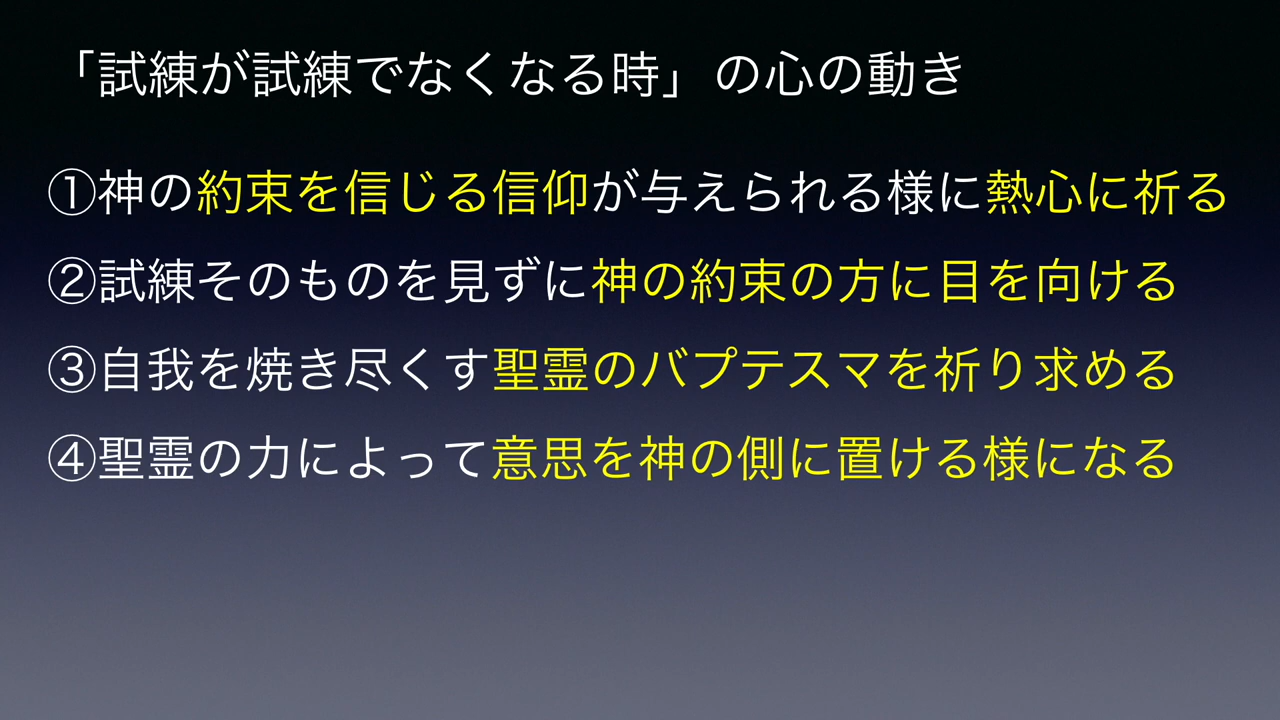 「試練が試練でなくなる時」の心の動き
①神の約束を信じる信仰が与えられる様に熱心に祈る
②試練そのものを見ずに神の約束の方に目を向ける
③自我を焼き尽くす聖霊のバプテスマを祈り求める
④聖霊の力によって意思を神の側に置ける様になる